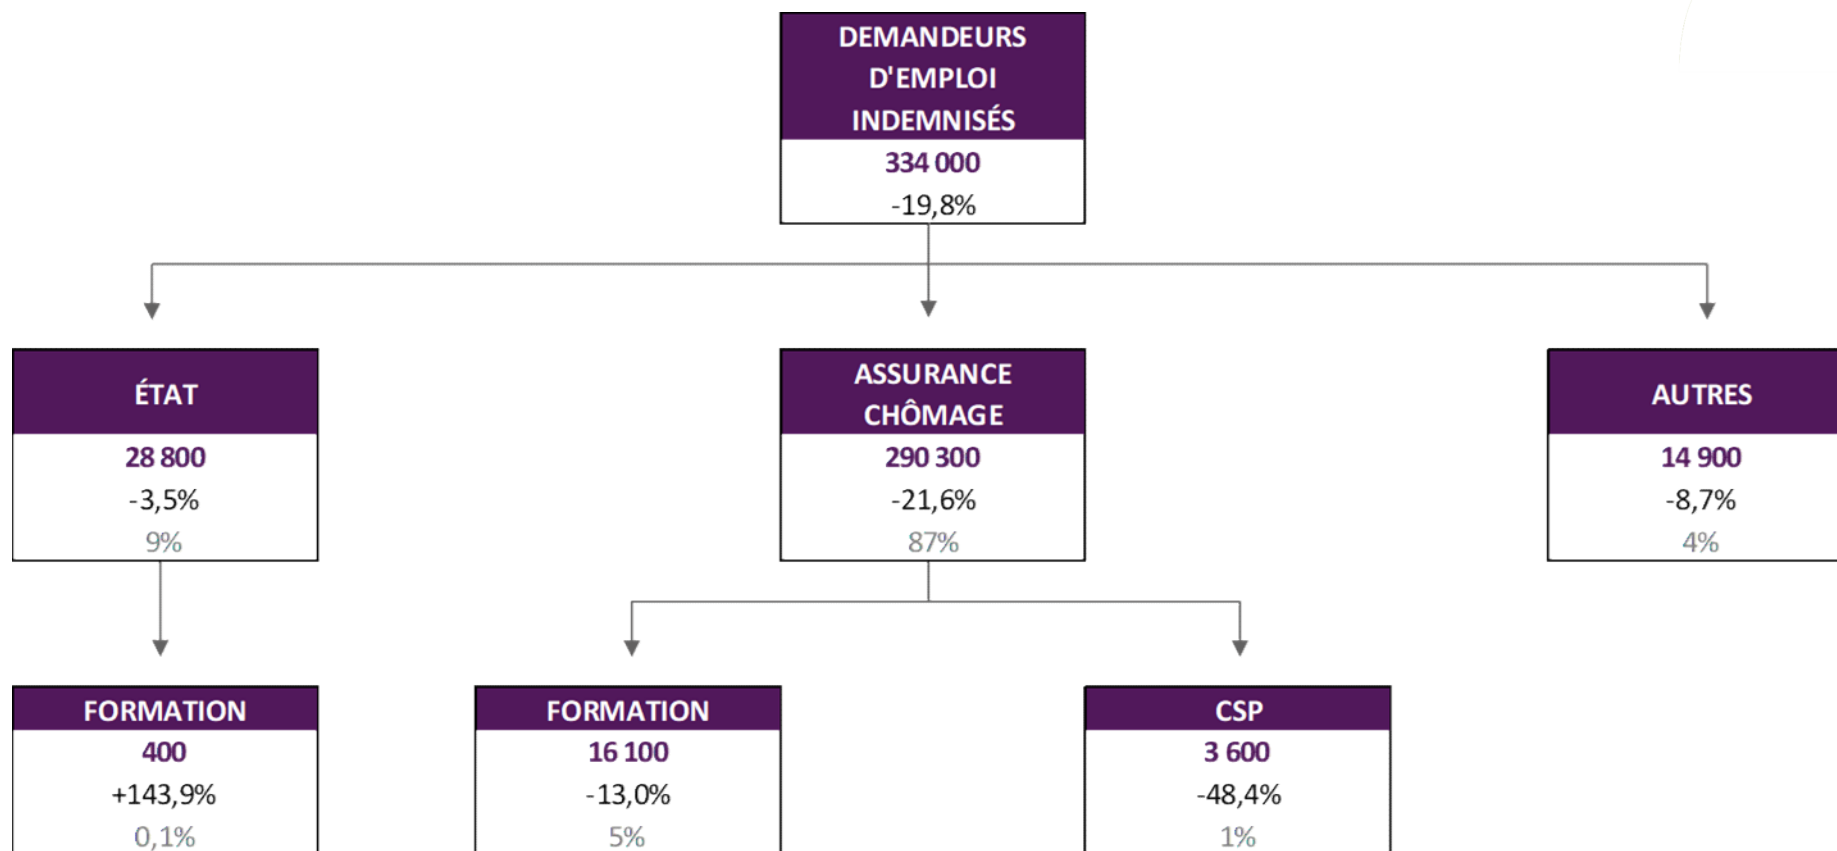 DEMANDEURS
D'EMPLOI
INDEMNISÉS
334 000
-19,8%
ÉTAT
28 800
-3,5%
9%
ASSURANCE
CHÔMAGE
290 300
-21,6%
87%
AUTRES
14 900
-8,7%
4%
FORMATION
400
+143,9%
0,1%
FORMATION
16 100
-13,0%
5%
CSP
3 600
-48,4%
1%